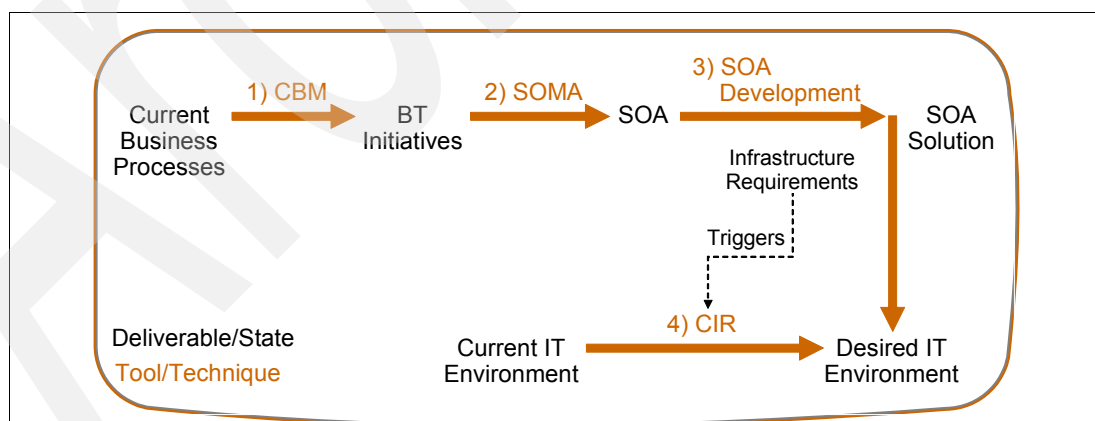 1) CBM
2) SOMA
3) SOA
Development
Current
Business
Processes
BT
Initiatives
SOA
SOA
Solution
Infrastructure
Requirements
Triggers
4) CIR
Current IT
Environment
Desired IT
Environment
Deliverable/State
Tool/Technique